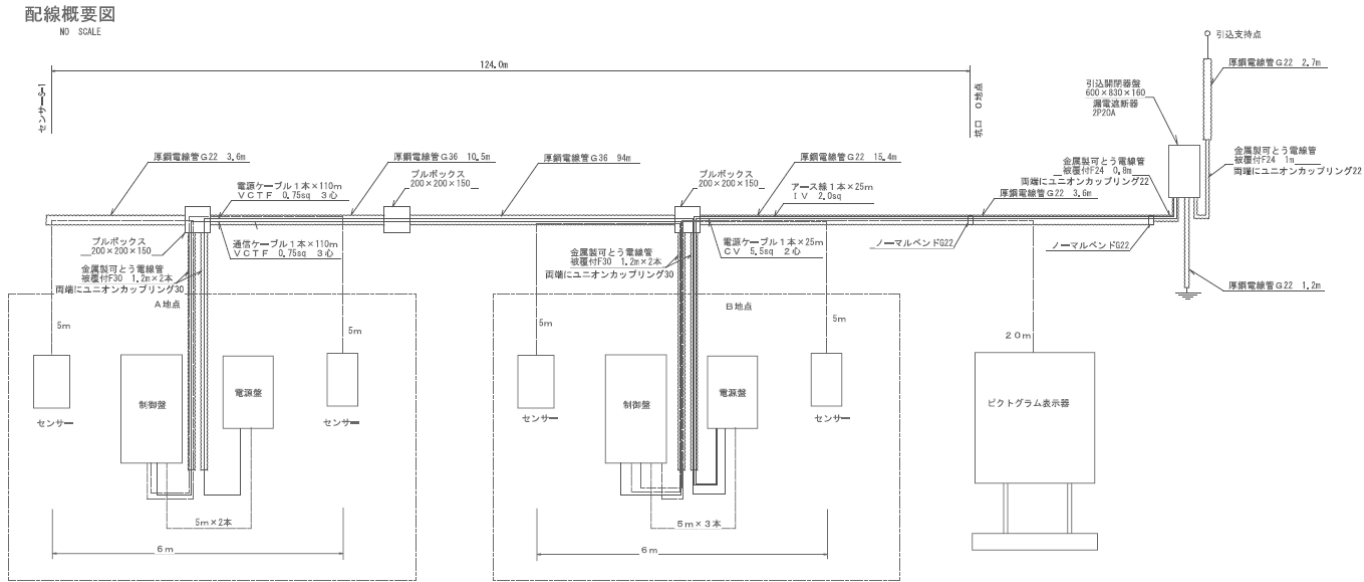 配線概要図
NO SCALE
引込支持点
124.0m
厚鋼電線管G22 2.7m
センサーS-1
坑口 0地点
引込開閉器盤
600×830×160
漏電遮断器
2P20A
厚鋼電線管G22 3.6m
厚鋼電線管G36 10.5m
厚鋼電線管G36 94m
厚鋼電線管G22 15.4m
金属製可とう電線管
被覆付F24 0.8m
両端にユニオンカップリング22
金属製可とう電線管
被覆付F24 1m
両端にユニオンカップリング22
電源ケーブル1本×110m
VCTF 0.75sq 3心
プルボックス
200×200×150
プルボックス
200×200×150
アース線1本×25m
IV 2.0sq
厚鋼電線管G22 3.6m
プルボックス
200×200×150
通信ケーブル1本×110m
VCTF 0.75sq 3心
電源ケーブル1本×25m
CV 5.5sq 2心
ノーマルベンドG22
ノーマルベンドG22
金属製可とう電線管
被覆付F30 1.2m×2本
両端にユニオンカップリング30
金属製可とう電線管
被覆付F30 1.2m×2本
両端にユニオンカップリング30
厚鋼電線管G22 1.2m
A地点
B地点
5m
5m
5m
5m
20m
制御盤
電源盤
制御盤
電源盤
ピクトグラム表示器
センサー
センサー
センサー
センサー
5m×2本
5m×3本
6m
6m